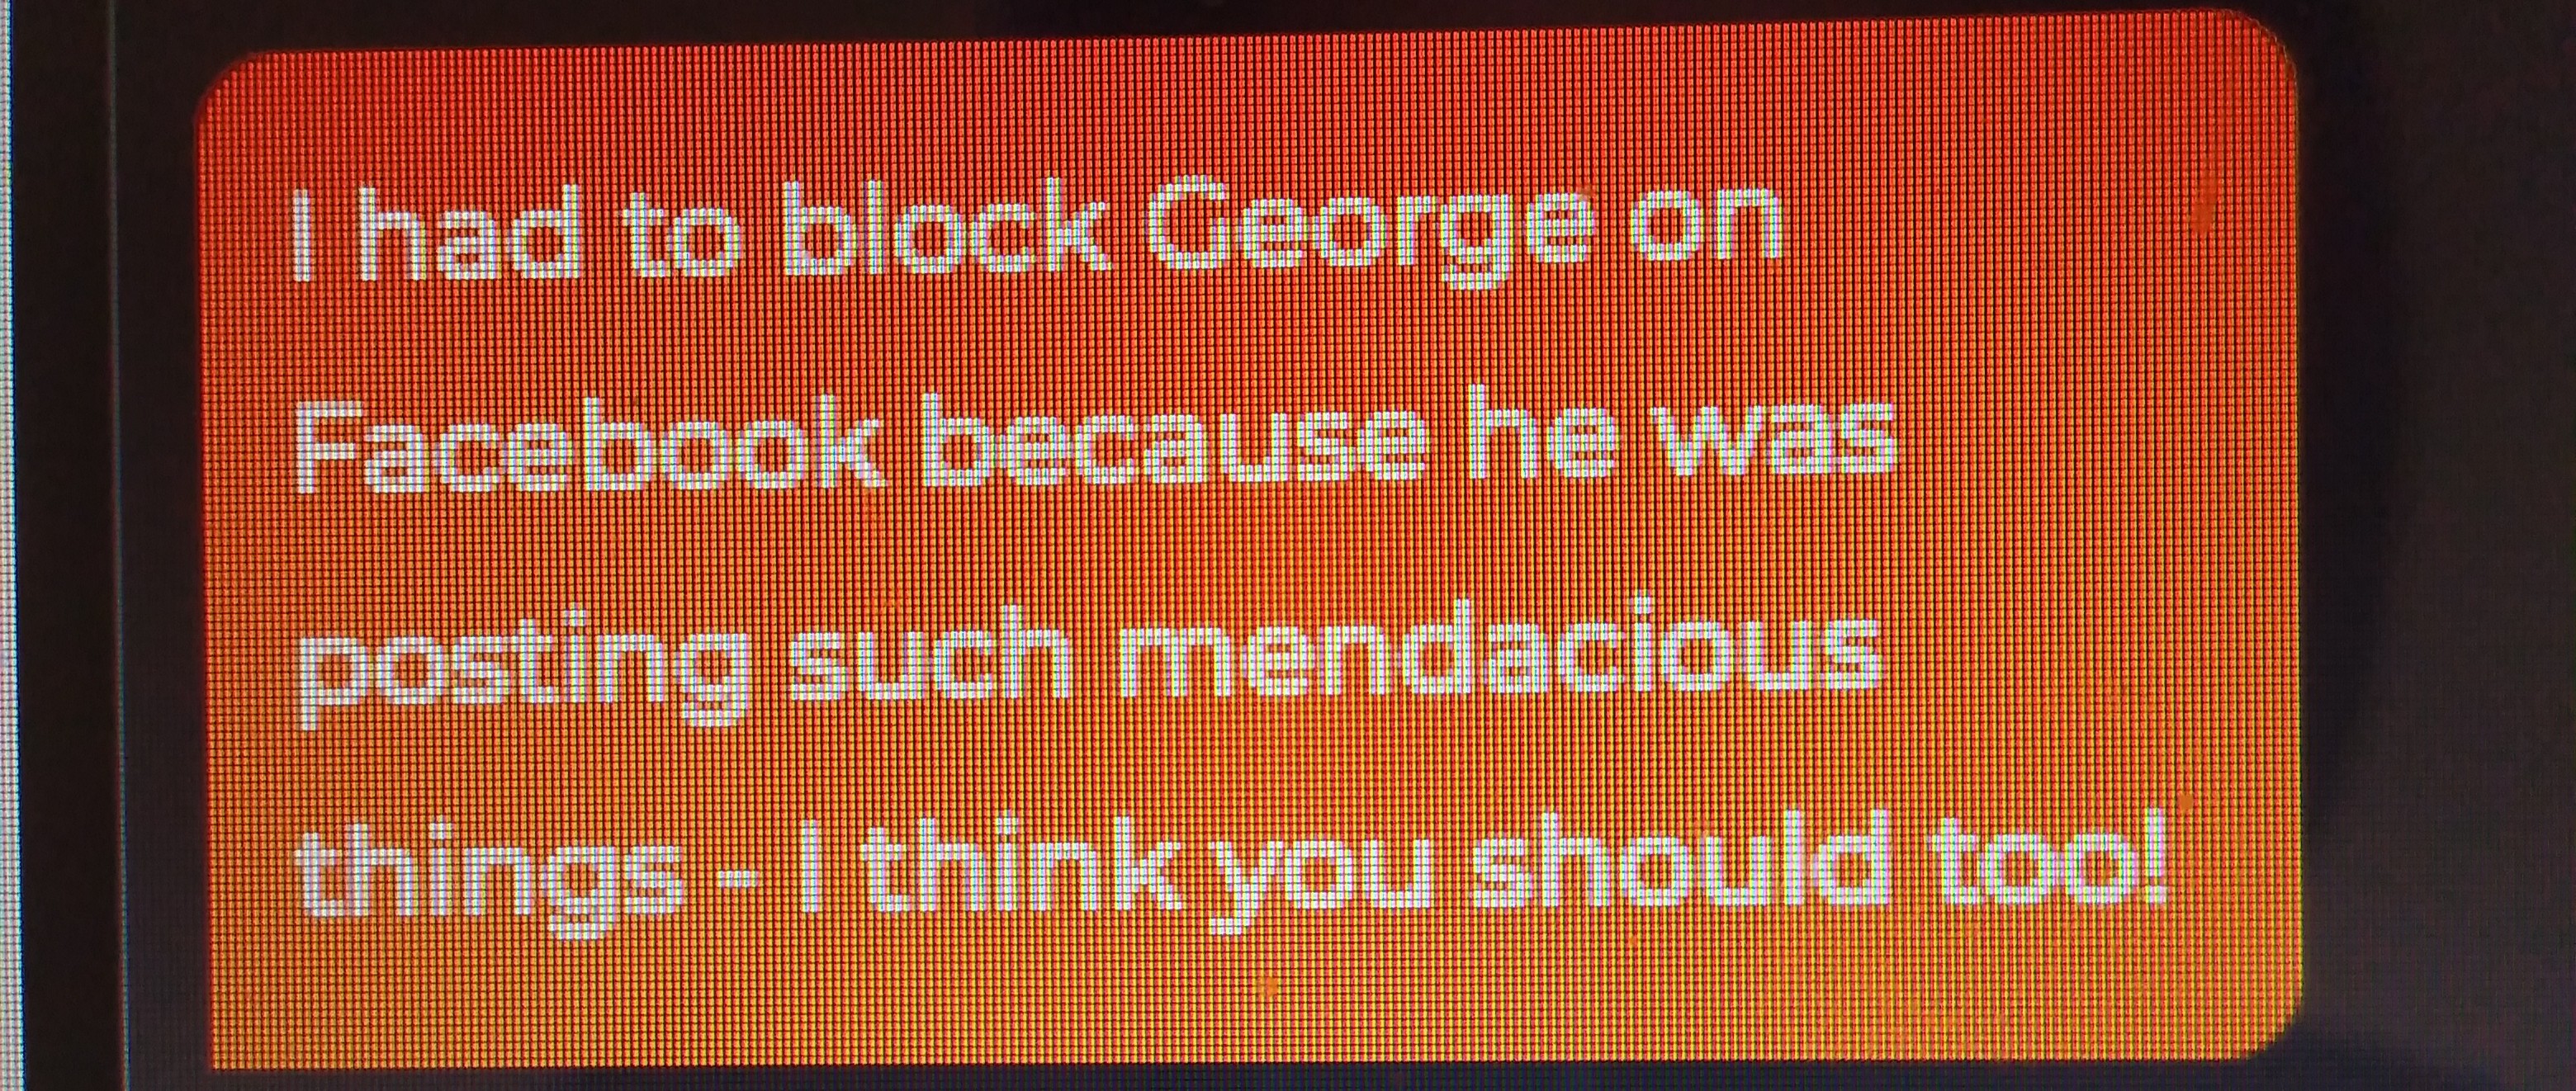 I had to block George on
Facebook because he was
posting such mendacious
things - I think you should too!